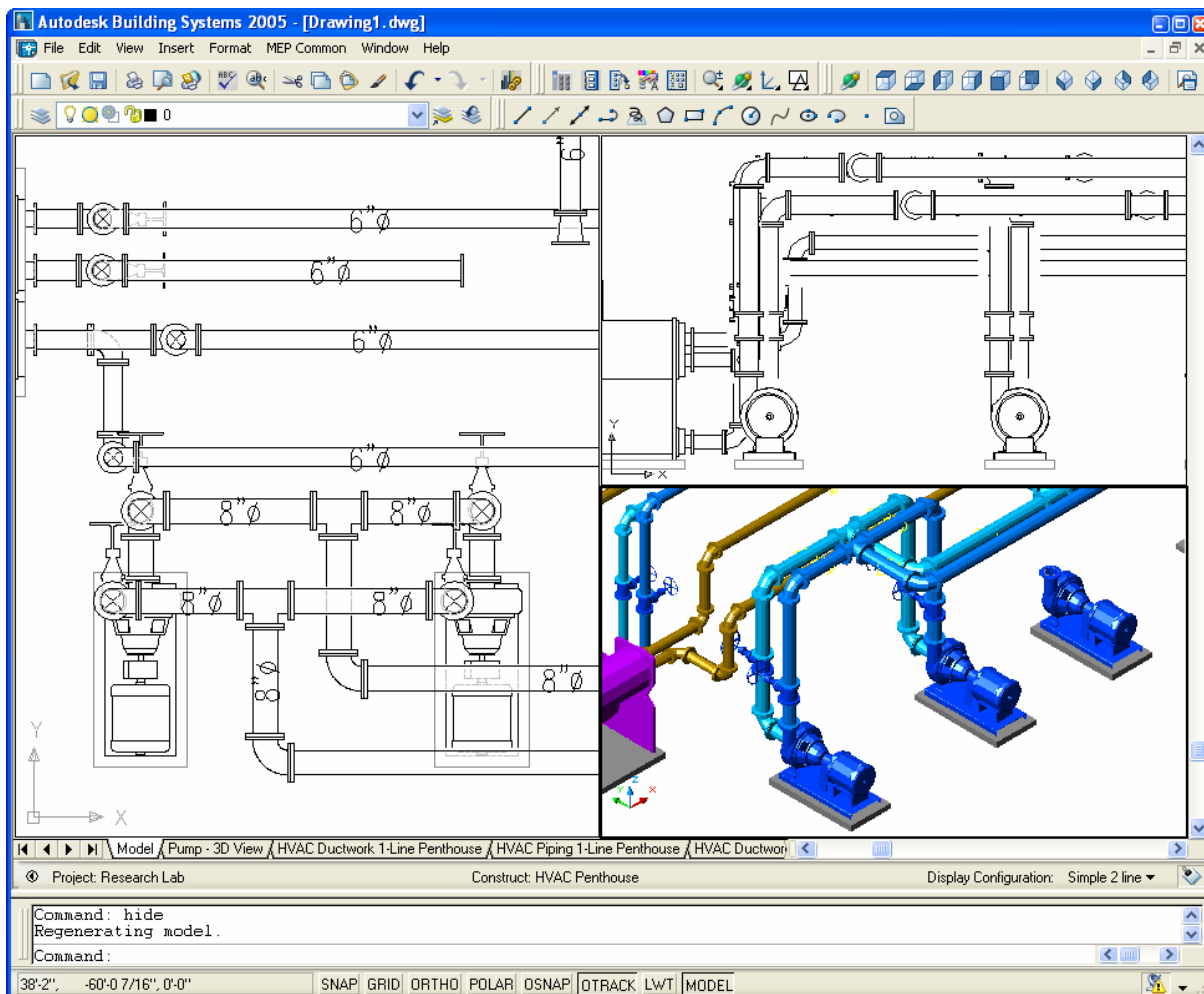 Autodesk Building Systems 2005 - [Drawing1.dwg]
File Edit View Insert Format MEP Common Window Help
ABC
0
6"
6"ø
6"ø
6"ø
6"ø
8"ø 8"ø
8"ø 8"ø
8"ø
8"ø
Y
X
Y
X
Z
Y X
Model Pump - 3D View HVAC Ductwork 1-Line Penthouse HVAC Piping 1-Line Penthouse HVAC Ductwor
Project: Research Lab Construct: HVAC Penthouse Display Configuration: Simple 2 line
Command: hide
Regenerating model.
Command:
38'-2", -60'-0 7/16", 0'-0" SNAP GRID ORTHO POLAR OSNAP OTRACK LWT MODEL